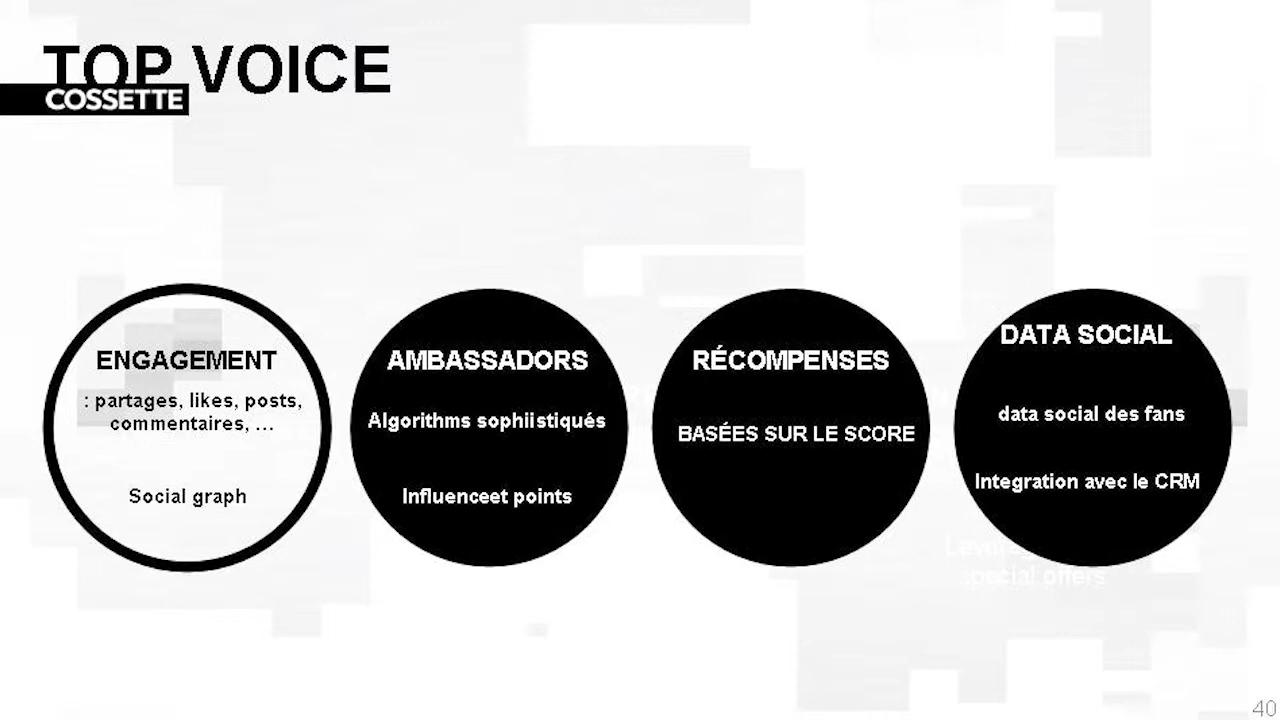 TOP VOICE
COSSETTE
ENGAGEMENT
: partages, likes, posts,
commentaires, ...
Social graph
AMBASSADORS
Algorithms sophiistiqués
Influenceet points
RÉCOMPENSES
BASÉES SUR LE SCORE
DATA SOCIAL
data social des fans
Integration avec le CRM
special offers
40